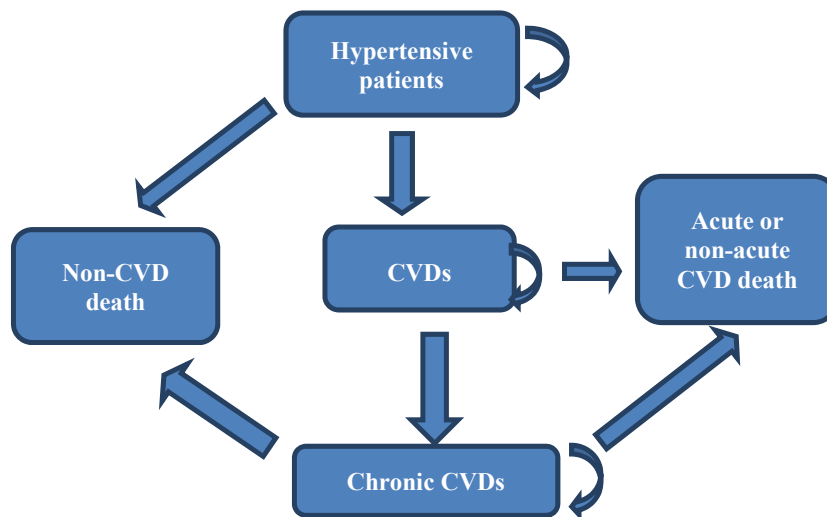 Hypertensive
patients
Non-CVD
death
CVDs
Acute or
non-acute
CVD death
Chronic CVDs